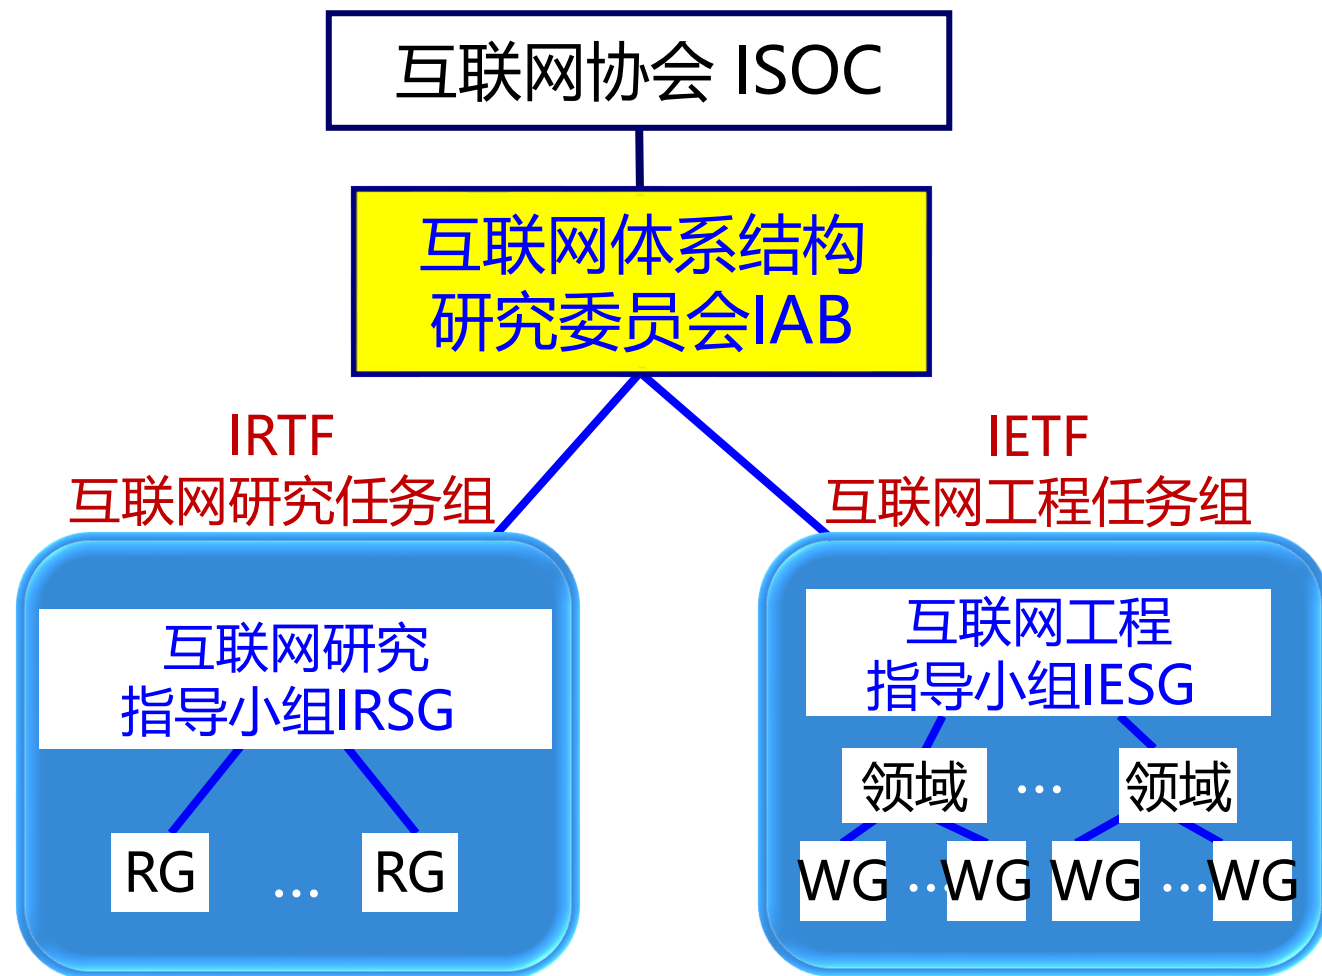 互联网协会 ISOC
互联网体系结构
研究委员会IAB
IRTF
互联网研究任务组
IETF
互联网工程任务组
互联网研究
指导小组IRSG
RG … RG
互联网工程
指导小组IESG
领域 … 领域
WG … WG WG … WG